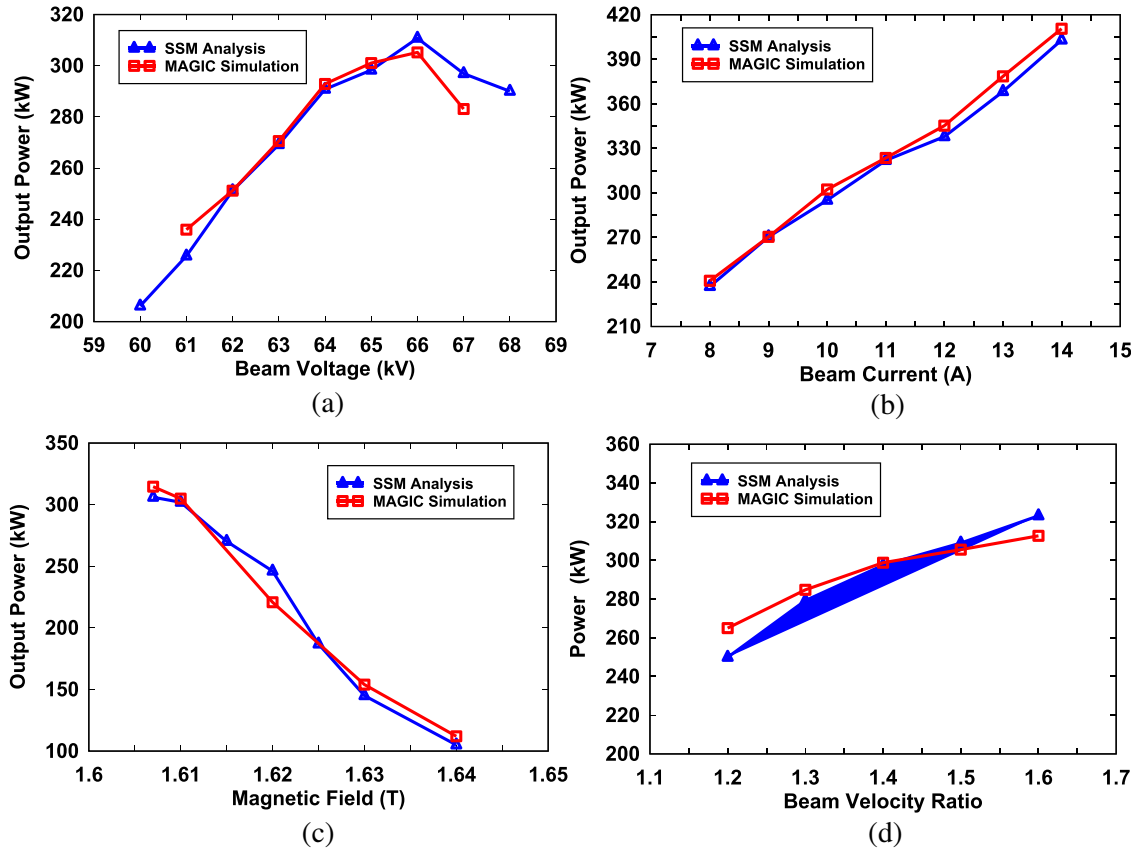 SSM Analysis
MAGIC Simulation
Output Power (kW)
320
300
280
260
240
220
200
59 60 61 62 63 64 65 66 67 68 69
Beam Voltage (kV)
(a)
SSM Analysis
MAGIC Simulation
Output Power (kW)
420
390
360
330
300
270
240
210
7 8 9 10 11 12 13 14 15
Beam Current (A)
(b)
SSM Analysis
MAGIC Simulation
Output Power (kW)
350
300
250
200
150
100
1.6 1.61 1.62 1.63 1.64 1.65
Magnetic Field (T)
(c)
SSM Analysis
MAGIC Simulation
Power (kW)
360
340
320
300
280
260
240
220
200
1.1 1.2 1.3 1.4 1.5 1.6 1.7
Beam Velocity Ratio
(d)